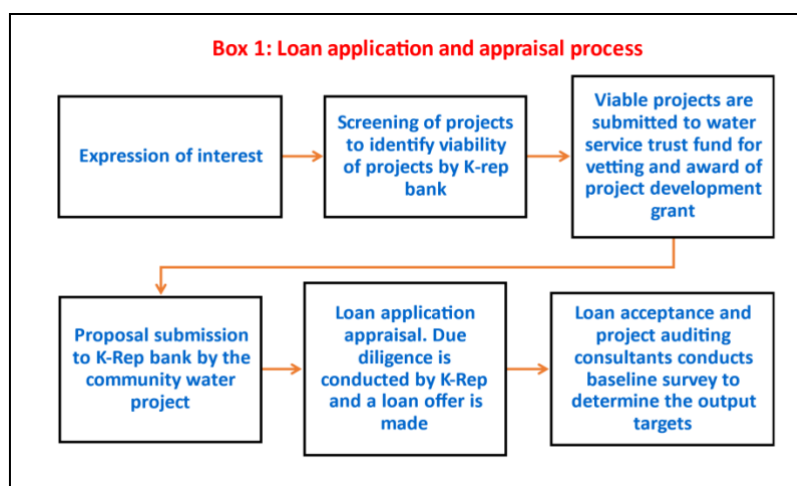 Box 1: Loan application and appraisal process
Expression of interest
Screening of projects
to identify viability
of projects by K-rep
bank
Viable projects are
submitted to water
service trust fund for
vetting and award of
project development
grant
Proposal submission
to K-Rep bank by the
community water
project
Loan application
appraisal. Due
diligence is
conducted by K-Rep
and a loan offer is
made
Loan acceptance and
project auditing
consultants conducts
baseline survey to
determine the output
targets